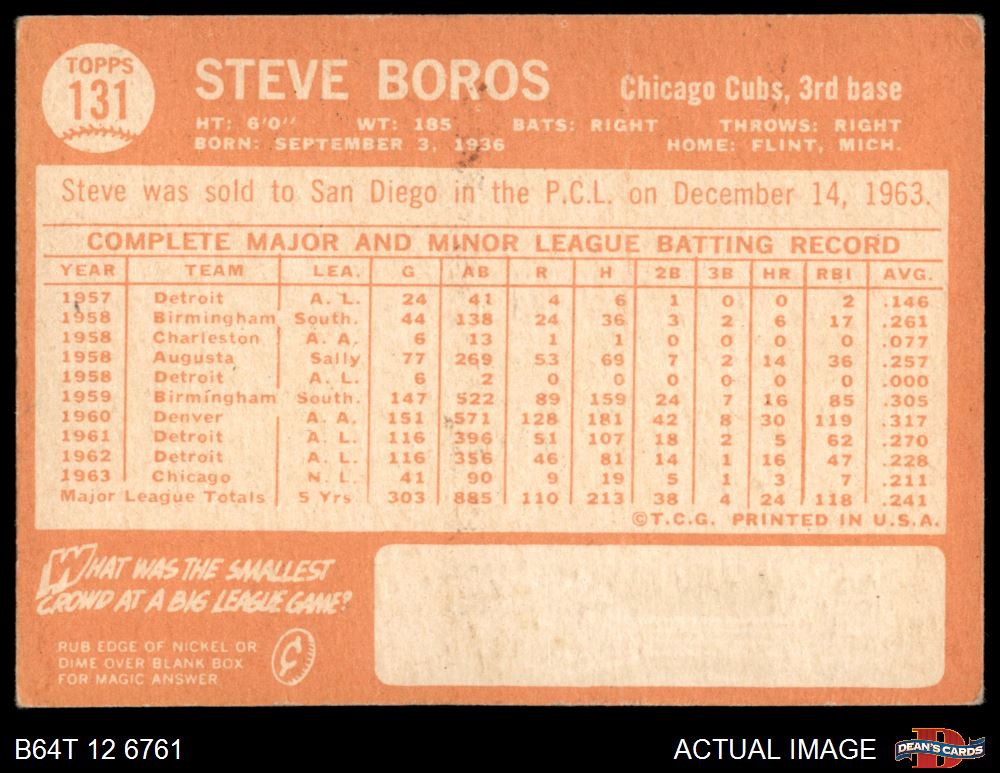 TOPPS
131
STEVE BOROS
Chicago Cubs, 3rd base
HT: 6'0" WT: 185 BATS: RIGHT THROWS: RIGHT
BORN: SEPTEMBER 3, 1936 HOME: FLINT, MICH.
Steve was sold to San Diego in the P.C.L. on December 14, 1963.
COMPLETE MAJOR AND MINOR LEAGUE BATTING RECORD
YEAR TEAM LEA. G AB R H 2B 3B HR RBI AVG.
1957 Detroit A. L. 24 41 4 6 1 0 0 2 .146
1958 Birmingham South. 44 138 24 36 3 2 6 17 .261
1958 Charleston A. A. 6 13 1 1 0 0 0 0 .077
1958 Augusta Sally 77 269 53 69 7 2 14 36 .257
1958 Detroit A. L. 6 2 0 0 0 0 0 0 .000
1959 Birmingham South. 147 522 89 159 24 7 16 85 .305
1960 Denver A. A. 151 571 128 181 42 8 30 119 .317
1961 Detroit A. L. 116 396 51 107 18 2 5 62 .270
1962 Detroit A. L. 116 356 46 81 14 1 16 47 .228
1963 Chicago N. L. 41 90 9 19 5 1 3 7 .211
Major League Totals 5 Yrs 303 885 110 213 38 4 24 118 .241
©T.C.G. PRINTED IN U.S.A.
WHAT WAS THE SMALLEST
CROWD AT A BIG LEAGUE GAME?
RUB EDGE OF NICKEL OR
DIME OVER BLANK BOX
FOR MAGIC ANSWER
¢
B64T 12 6761
ACTUAL IMAGE
D
DEAN'S CARDS